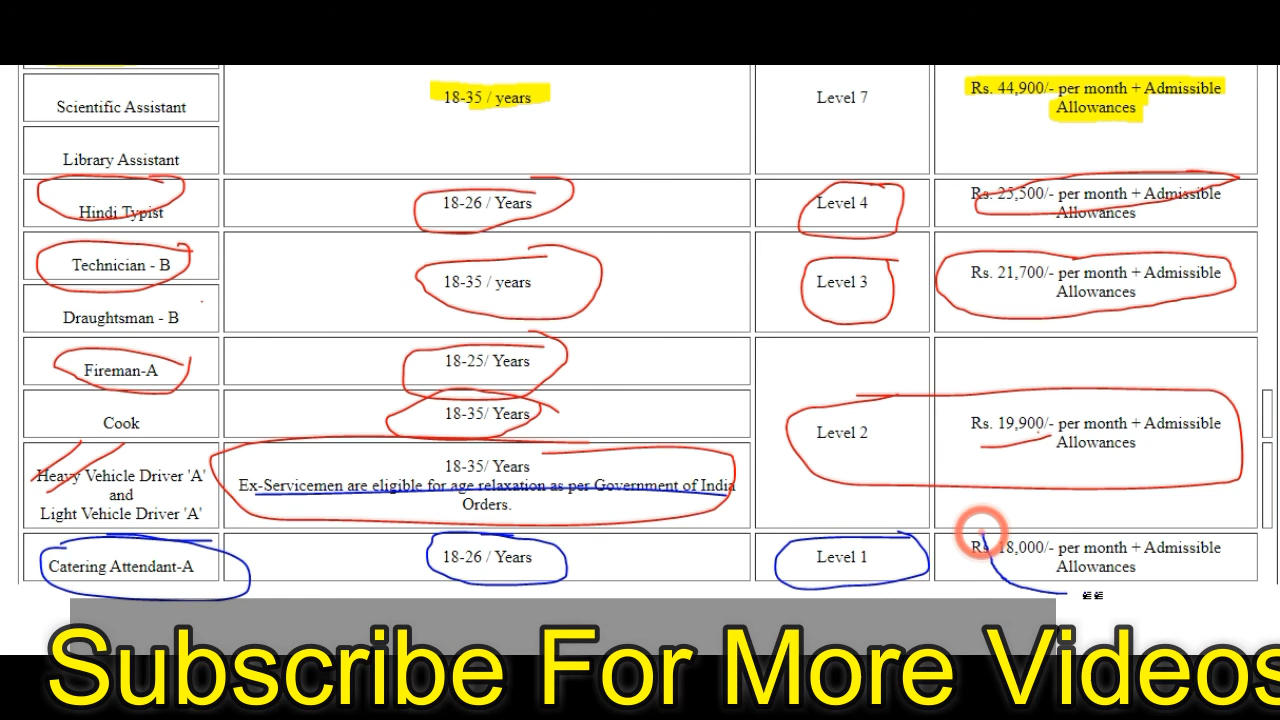 Scientific Assistant
18-35 / years
Level 7
Rs. 44,900/- per month + Admissible
Allowances
Library Assistant
Hindi Typist
18-26 / Years
Level 4
Rs. 25,500/- per month + Admissible
Allowances
Technician - B
18-35 / years
Level 3
Rs. 21,700/- per month + Admissible
Allowances
Draughtsman - B
Fireman-A
18-25/ Years
Level 2
Rs. 19,900/- per month + Admissible
Allowances
Cook
18-35/ Years
Heavy Vehicle Driver 'A'
and
Light Vehicle Driver 'A'
18-35/ Years
Ex-Servicemen are eligible for age relaxation as per Government of India
Orders.
Catering Attendant-A
18-26 / Years
Level 1
Rs. 18,000/- per month + Admissible
Allowances
Subscribe For More Videos